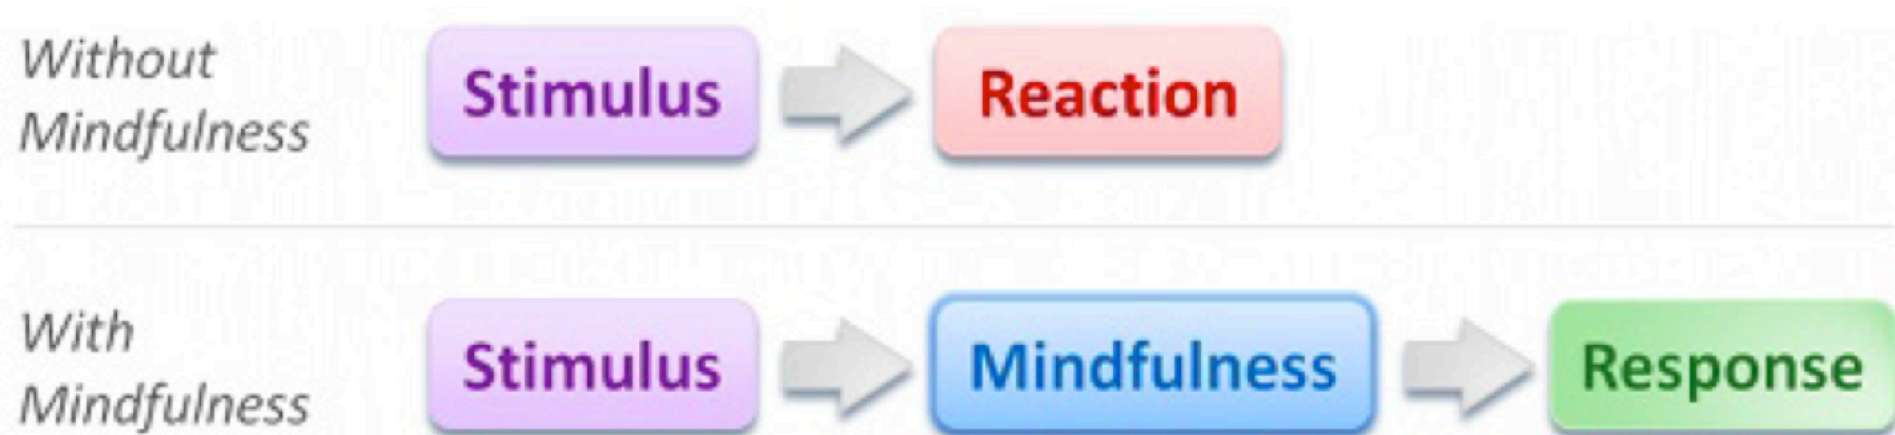 Without
Mindfulness
Stimulus
Reaction
With
Mindfulness
Stimulus
Mindfulness
Response